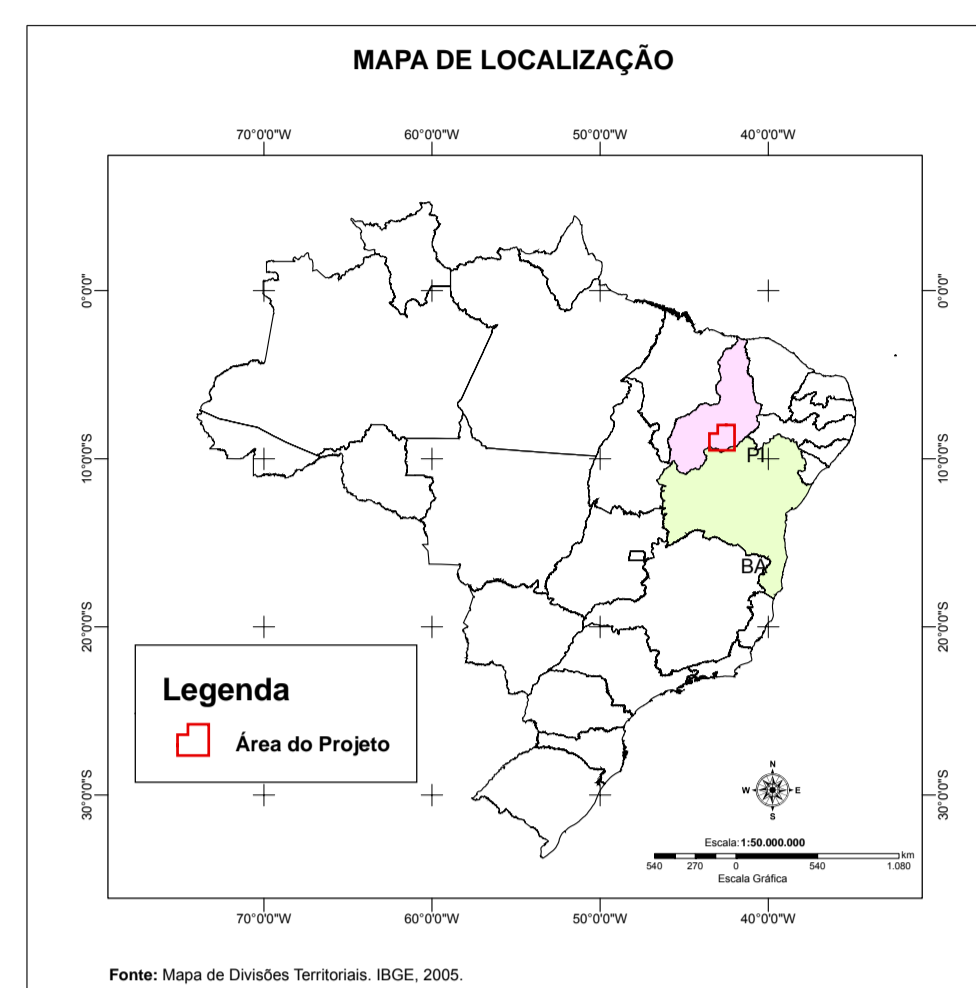 MAPA DE LOCALIZAÇÃO
70°0'0"W 60°0'0"W 50°0'0"W 40°0'0"W
0°0'0" 0°0'0"
10°0'0"S 10°0'0"S
PI
BA
20°0'0"S 20°0'0"S
Legenda
Área do Projeto
30°0'0"S 30°0'0"S
N
W E
S
Escala: 1:50.000.000
540 270 0 540 1.080 km
Escala Gráfica
70°0'0"W 60°0'0"W 50°0'0"W 40°0'0"W
Fonte: Mapa de Divisões Territoriais. IBGE, 2005.